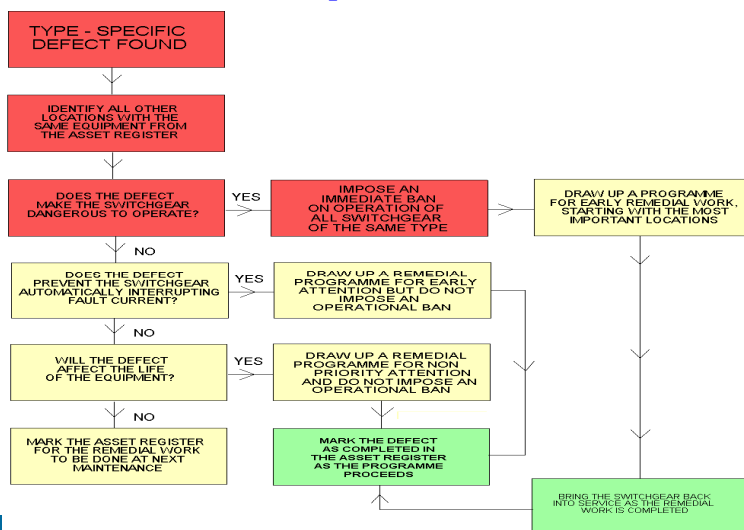 TYPE - SPECIFIC
DEFECT FOUND
IDENTIFY ALL OTHER
LOCATIONS WITH THE
SAME EQUIPMENT FROM
THE ASSET REGISTER
DOES THE DEFECT
MAKE THE SWITCHGEAR
DANGEROUS TO OPERATE?
YES
IMPOSE AN
IMMEDIATE BAN
ON OPERATION OF
ALL SWITCHGEAR
OF THE SAME TYPE
DRAW UP A PROGRAMME
FOR EARLY REMEDIAL WORK,
STARTING WITH THE MOST
IMPORTANT LOCATIONS
NO
DOES THE DEFECT
PREVENT THE SWITCHGEAR
AUTOMATICALLY INTERRUPTING
FAULT CURRENT?
YES
DRAW UP A REMEDIAL
PROGRAMME FOR EARLY
ATTENTION BUT DO NOT
IMPOSE AN
OPERATIONAL BAN
NO
WILL THE DEFECT
AFFECT THE LIFE
OF THE EQUIPMENT?
YES
DRAW UP A REMEDIAL
PROGRAMME FOR NON
PRIORITY ATTENTION
AND DO NOT IMPOSE AN
OPERATIONAL BAN
NO
MARK THE ASSET REGISTER
FOR THE REMEDIAL WORK
TO BE DONE AT NEXT
MAINTENANCE
MARK THE DEFECT
AS COMPLETED IN
THE ASSET REGISTER
AS THE PROGRAMME
PROCEEDS
BRING THE SWITCHGEAR BACK
INTO SERVICE AS THE REMEDIAL
WORK IS COMPLETED